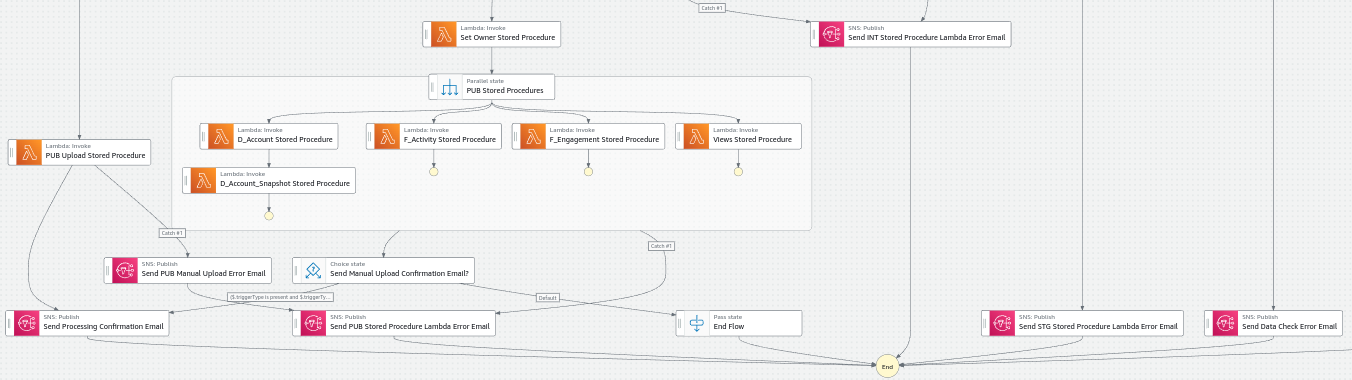 Catch #1
Lambda: Invoke
Set Owner Stored Procedure
SNS: Publish
Send INT Stored Procedure Lambda Error Email
Parallel state
PUB Stored Procedures
Lambda: Invoke
D_Account Stored Procedure
Lambda: Invoke
F_Activity Stored Procedure
Lambda: Invoke
F_Engagement Stored Procedure
Lambda: Invoke
Views Stored Procedure
Lambda: Invoke
PUB Upload Stored Procedure
Lambda: Invoke
D_Account_Snapshot Stored Procedure
Catch #1
Catch #1
SNS: Publish
Send PUB Manual Upload Error Email
Choice state
Send Manual Upload Confirmation Email?
($.triggerType is present and $.triggerTy...
Default
SNS: Publish
Send Processing Confirmation Email
SNS: Publish
Send PUB Stored Procedure Lambda Error Email
Pass state
End Flow
SNS: Publish
Send STG Stored Procedure Lambda Error Email
SNS: Publish
Send Data Check Error Email
End